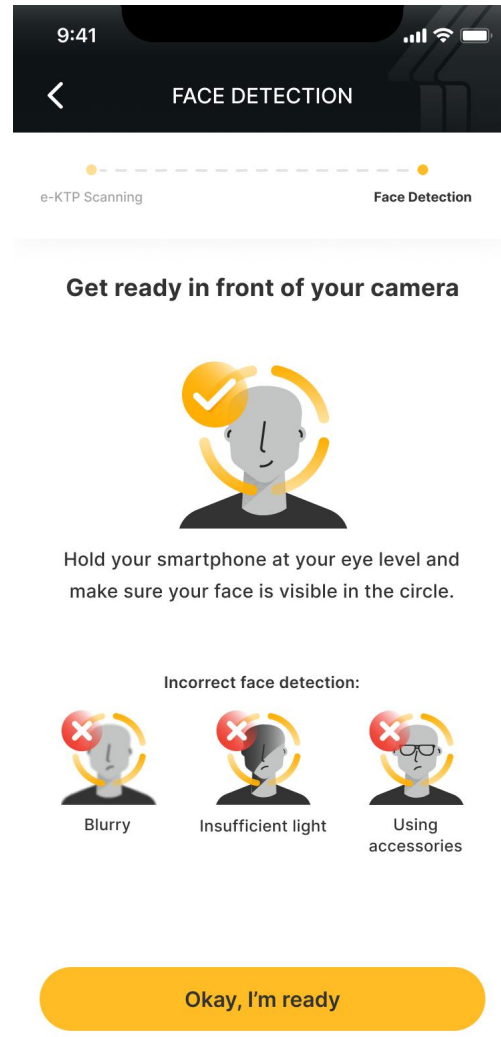 9:41
FACE DETECTION
e-KTP Scanning
Face Detection
Get ready in front of your camera
Hold your smartphone at your eye level and
make sure your face is visible in the circle.
Incorrect face detection:
Blurry
Insufficient light
Using
accessories
Okay, I'm ready